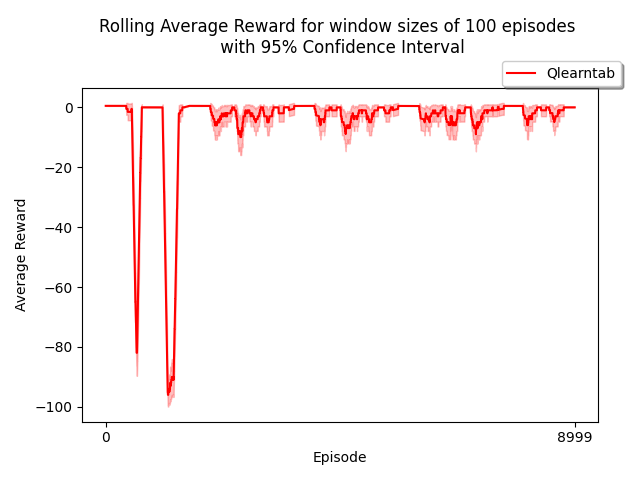 Rolling Average Reward for window sizes of 100 episodes
with 95% Confidence Interval
Qlearntab
0
−20
−40
−60
−80
−100
Average Reward
0
8999
Episode